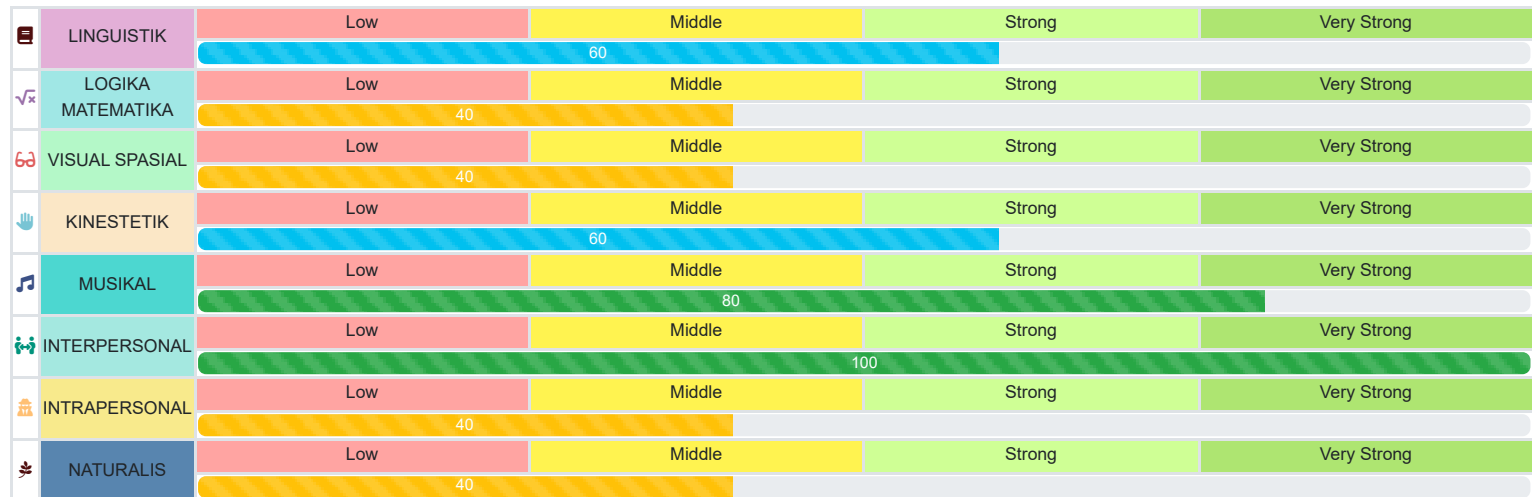 LINGUISTIK
Low Middle Strong Very Strong
60
LOGIKA
MATEMATIKA
Low Middle Strong Very Strong
40
VISUAL SPASIAL
Low Middle Strong Very Strong
40
KINESTETIK
Low Middle Strong Very Strong
60
MUSIKAL
Low Middle Strong Very Strong
80
INTERPERSONAL
Low Middle Strong Very Strong
100
INTRAPERSONAL
Low Middle Strong Very Strong
40
NATURALIS
Low Middle Strong Very Strong
40